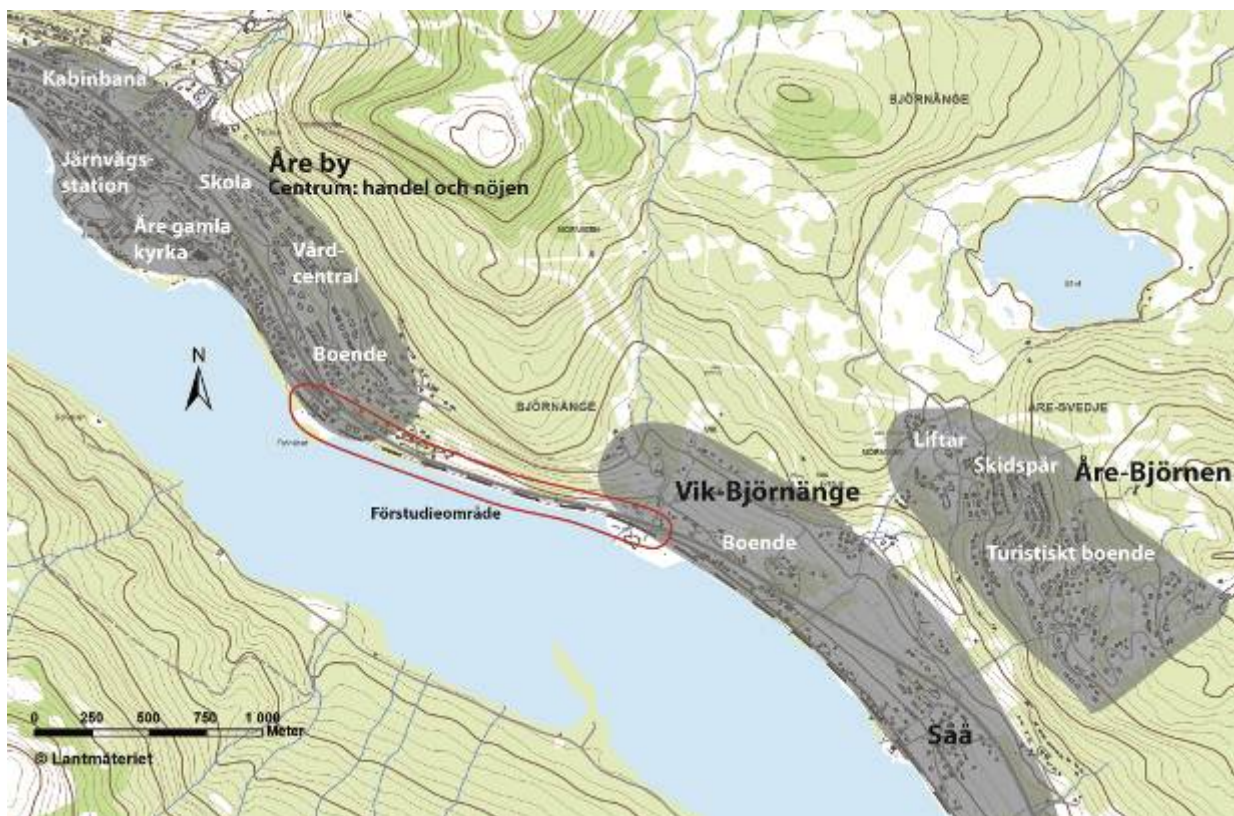 Kabinbana
BJÖRNÄNGE
Järnvägs-
station
Skola
Åre by
Centrum: handel och nöjen
Åre gamla
kyrka
Vård-
central
N
Boende
BJÖRNÄNGE
ÅRE-SVEDJE
Liftar
Skidspår
Åre-Björnen
Vik-Björnänge
Förstudieområde
Boende
Turistiskt boende
Såå
0 250 500 750 1 000
Meter
© Lantmäteriet